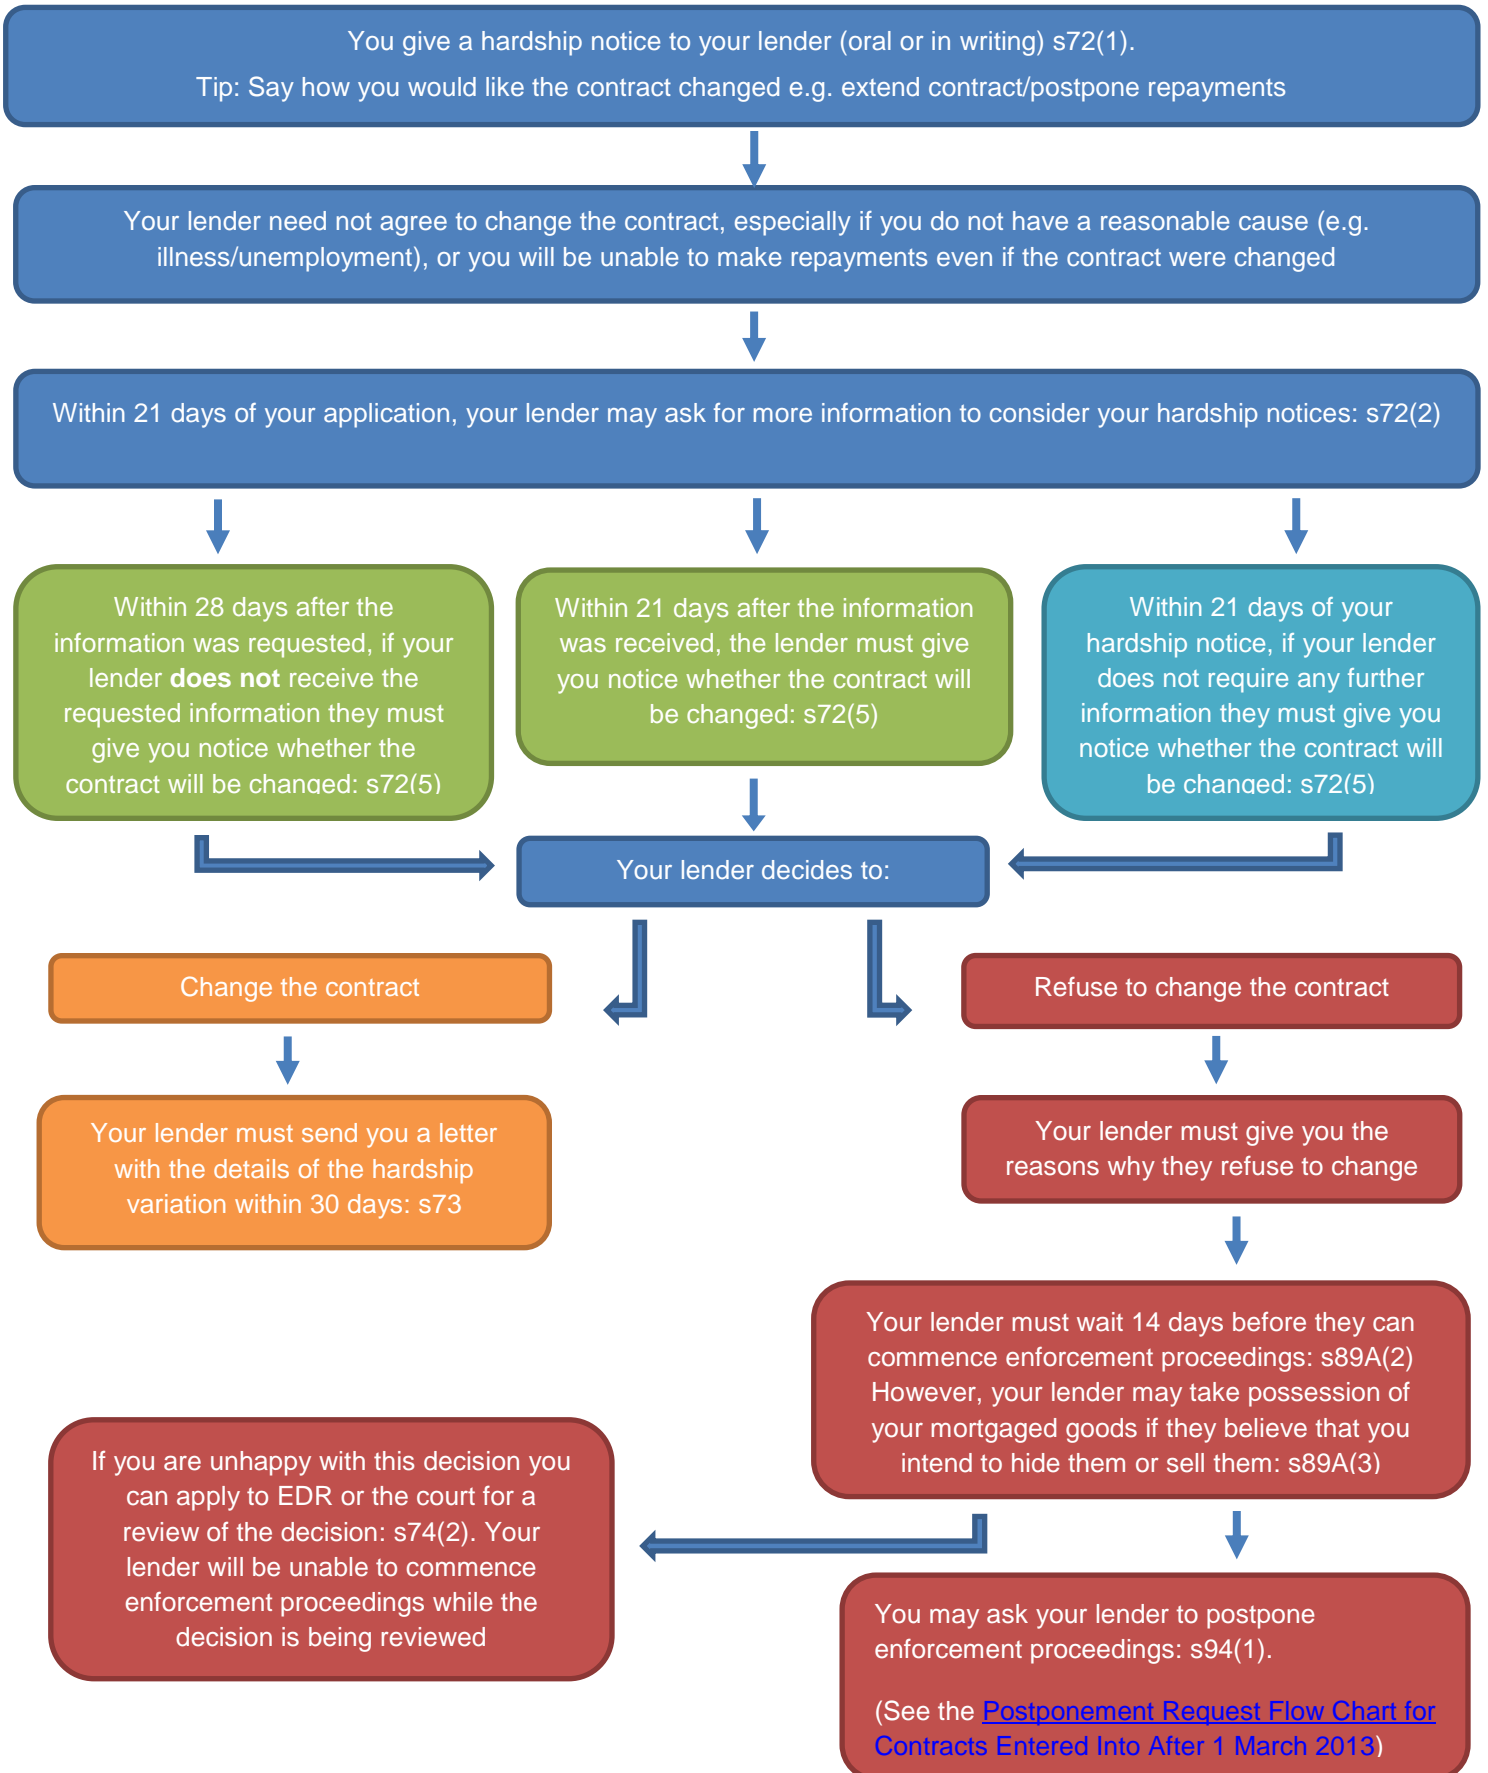 You give a hardship notice to your lender (oral or in writing) s72(1).
Tip: Say how you would like the contract changed e.g. extend contract/postpone repayments
Your lender need not agree to change the contract, especially if you do not have a reasonable cause (e.g.
illness/unemployment), or you will be unable to make repayments even if the contract were changed
Within 21 days of your application, your lender may ask for more information to consider your hardship notices: s72(2)
Within 28 days after the
information was requested, if your
lender does not receive the
requested information they must
give you notice whether the
contract will be changed: s72(5)
Within 21 days after the information
was received, the lender must give
you notice whether the contract will
be changed: s72(5)
Within 21 days of your
hardship notice, if your lender
does not require any further
information they must give you
notice whether the contract will
be changed: s72(5)
Your lender decides to:
Change the contract
Your lender must send you a letter
with the details of the hardship
variation within 30 days: s73
Refuse to change the contract
Your lender must give you the
reasons why they refuse to change
Your lender must wait 14 days before they can
commence enforcement proceedings: s89A(2)
However, your lender may take possession of
your mortgaged goods if they believe that you
intend to hide them or sell them: s89A(3)
If you are unhappy with this decision you
can apply to EDR or the court for a
review of the decision: s74(2). Your
lender will be unable to commence
enforcement proceedings while the
decision is being reviewed
You may ask your lender to postpone
enforcement proceedings: s94(1).
(See the Postponement Request Flow Chart for
Contracts Entered Into After 1 March 2013)